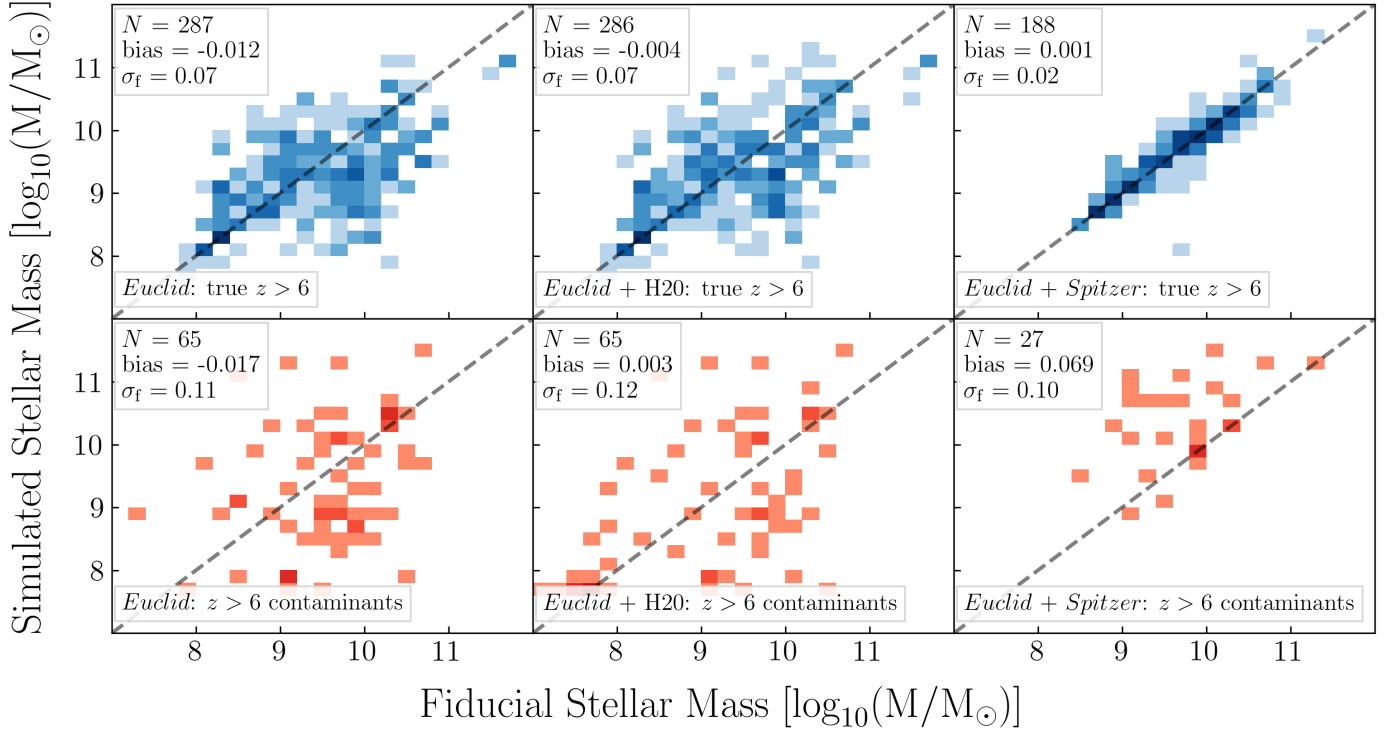 Simulated Stellar Mass [log₁₀(M/M⊙)]
N = 287
bias = -0.012
σf = 0.07
Euclid: true z > 6
N = 286
bias = -0.004
σf = 0.07
Euclid + H20: true z > 6
N = 188
bias = 0.001
σf = 0.02
Euclid + Spitzer: true z > 6
11
10
9
8
N = 65
bias = -0.017
σf = 0.11
Euclid: z > 6 contaminants
N = 65
bias = 0.003
σf = 0.12
Euclid + H20: z > 6 contaminants
N = 27
bias = 0.069
σf = 0.10
Euclid + Spitzer: z > 6 contaminants
11
10
9
8
8 9 10 11
8 9 10 11
8 9 10 11
Fiducial Stellar Mass [log₁₀(M/M⊙)]